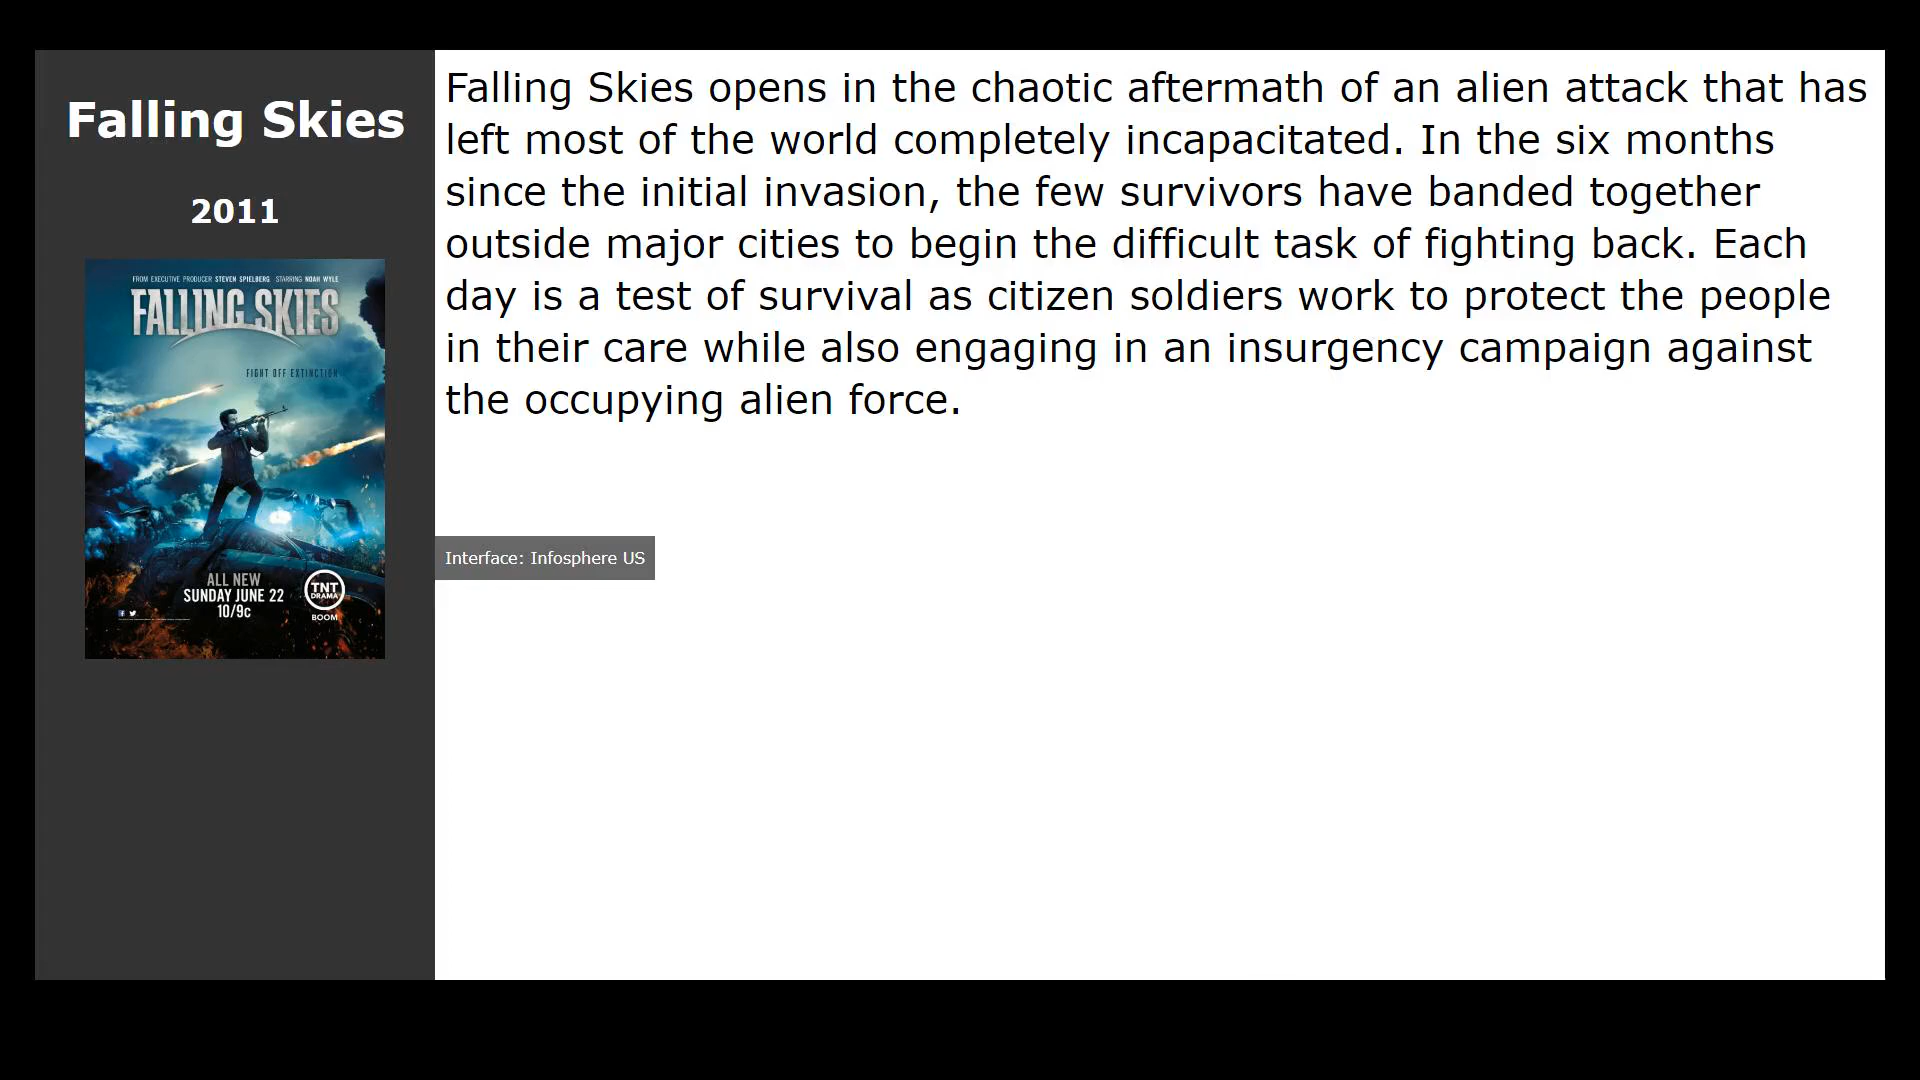 Falling Skies
2011
FROM EXECUTIVE PRODUCER STEVEN SPIELBERG STARRING NOAH WYLE
FALLING SKIES
FIGHT OFF EXTINCTION
ALL NEW
SUNDAY JUNE 22
10/9c
TNT
DRAMA
BOOM
Falling Skies opens in the chaotic aftermath of an alien attack that has
left most of the world completely incapacitated. In the six months
since the initial invasion, the few survivors have banded together
outside major cities to begin the difficult task of fighting back. Each
day is a test of survival as citizen soldiers work to protect the people
in their care while also engaging in an insurgency campaign against
the occupying alien force.
Interface: Infosphere US